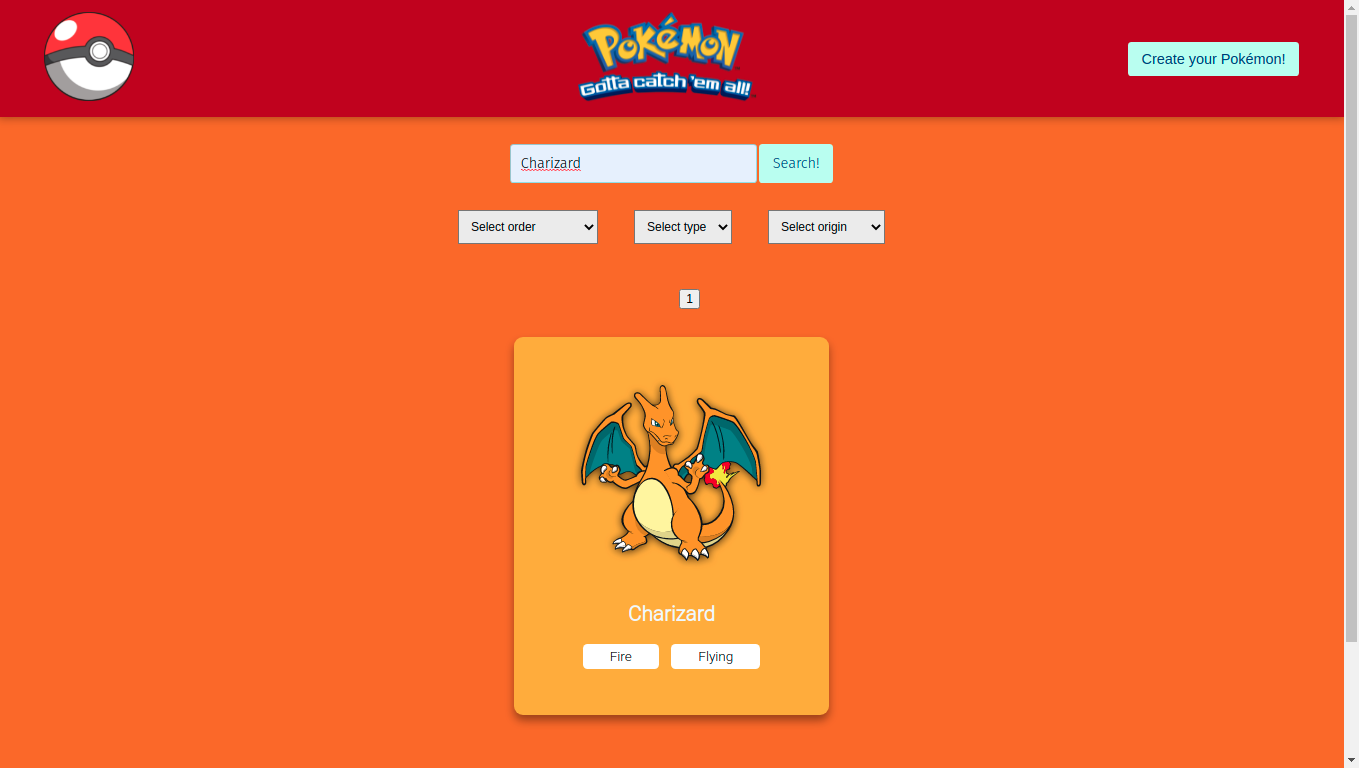 POKéMON
Gotta catch 'em all!
Create your Pokémon!
Charizard
Search!
Select order
Select type
Select origin
1
Charizard
Fire
Flying